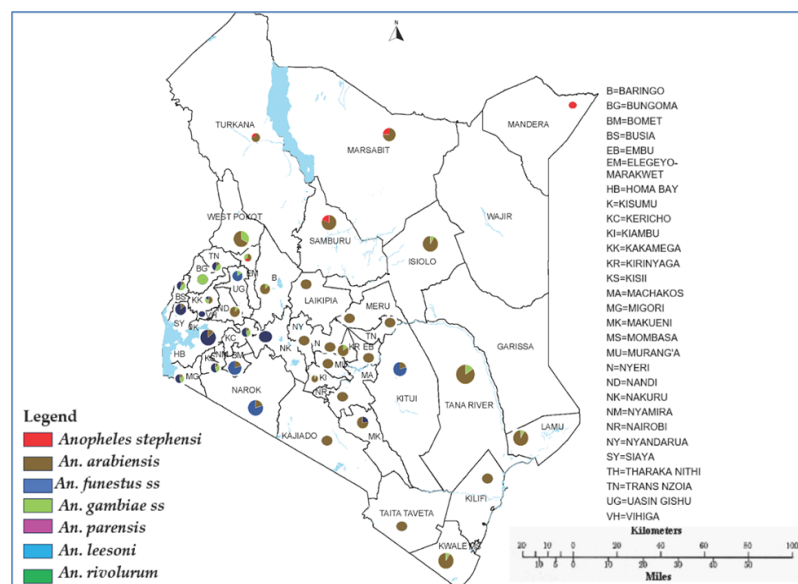 N
TURKANA
MARSABIT
MANDERA
WEST POKOT
SAMBURU
WAJIR
ISIOLO
TN
BG
EM
UG
B
BS
KK
LAIKIPIA
MERU
ND
SY
VH
NY
TN
GARISSA
KC
N
KR
EB
HB
NK
MA
KI
MG
NAROK
NR
KITUI
TANA RIVER
KAJIADO
MK
LAMU
KILIFI
TAITA TAVETA
KWALE
B=BARINGO
BG=BUNGOMA
BM=BOMET
BS=BUSIA
EB=EMBU
EM=ELEGEYO-
MARAKWET
HB=HOMA BAY
K=KISUMU
KC=KERICHO
KI=KIAMBU
KK=KAKAMEGA
KR=KIRINYAGA
KS=KISII
MA=MACHAKOS
MG=MIGORI
MK=MAKUENI
MS=MOMBASA
MU=MURANG'A
N=NYERI
ND=NANDI
NK=NAKURU
NM=NYAMIRA
NR=NAIROBI
NY=NYANDARUA
SY=SIAYA
TH=THARAKA NITHI
TN=TRANS NZOIA
UG=UASIN GISHU
VH=VIHIGA
Legend
Anopheles stephensi
An. arabiensis
An. funestus ss
An. gambiae ss
An. parensis
An. leesoni
An. rivolurum
Kilometers
20 10 5 0 20 40 60 80 100
10 5 0 10 20 30 40 50
Miles